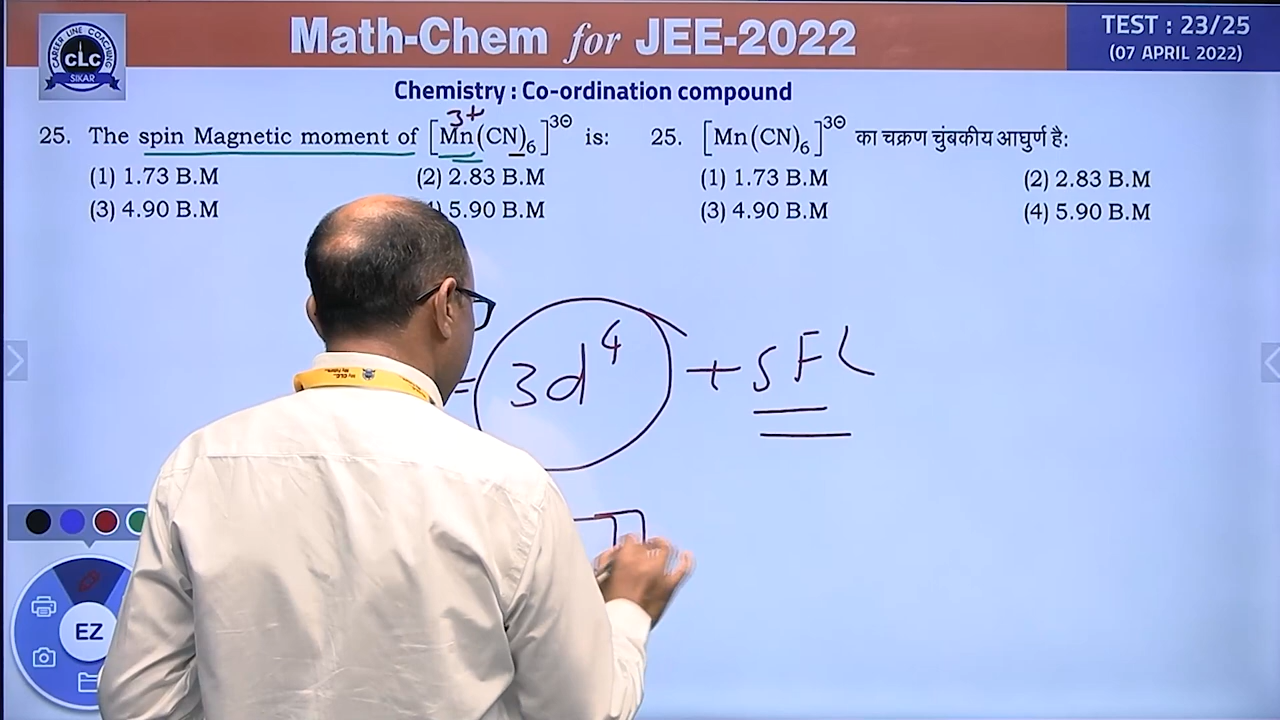 CAREER LINE COACHING
CLC
SIKAR
Math-Chem for JEE-2022
TEST : 23/25
(07 APRIL 2022)
Chemistry : Co-ordination compound
3+
25. The spin Magnetic moment of [Mn(CN)₆]³⊖ is:
(1) 1.73 B.M (2) 2.83 B.M
(3) 4.90 B.M 5.90 B.M
25. [Mn(CN)₆]³⊖ का चक्रण चुंबकीय आघुर्ण है:
(1) 1.73 B.M (2) 2.83 B.M
(3) 4.90 B.M (4) 5.90 B.M
= 3d⁴ + SFL
EZ